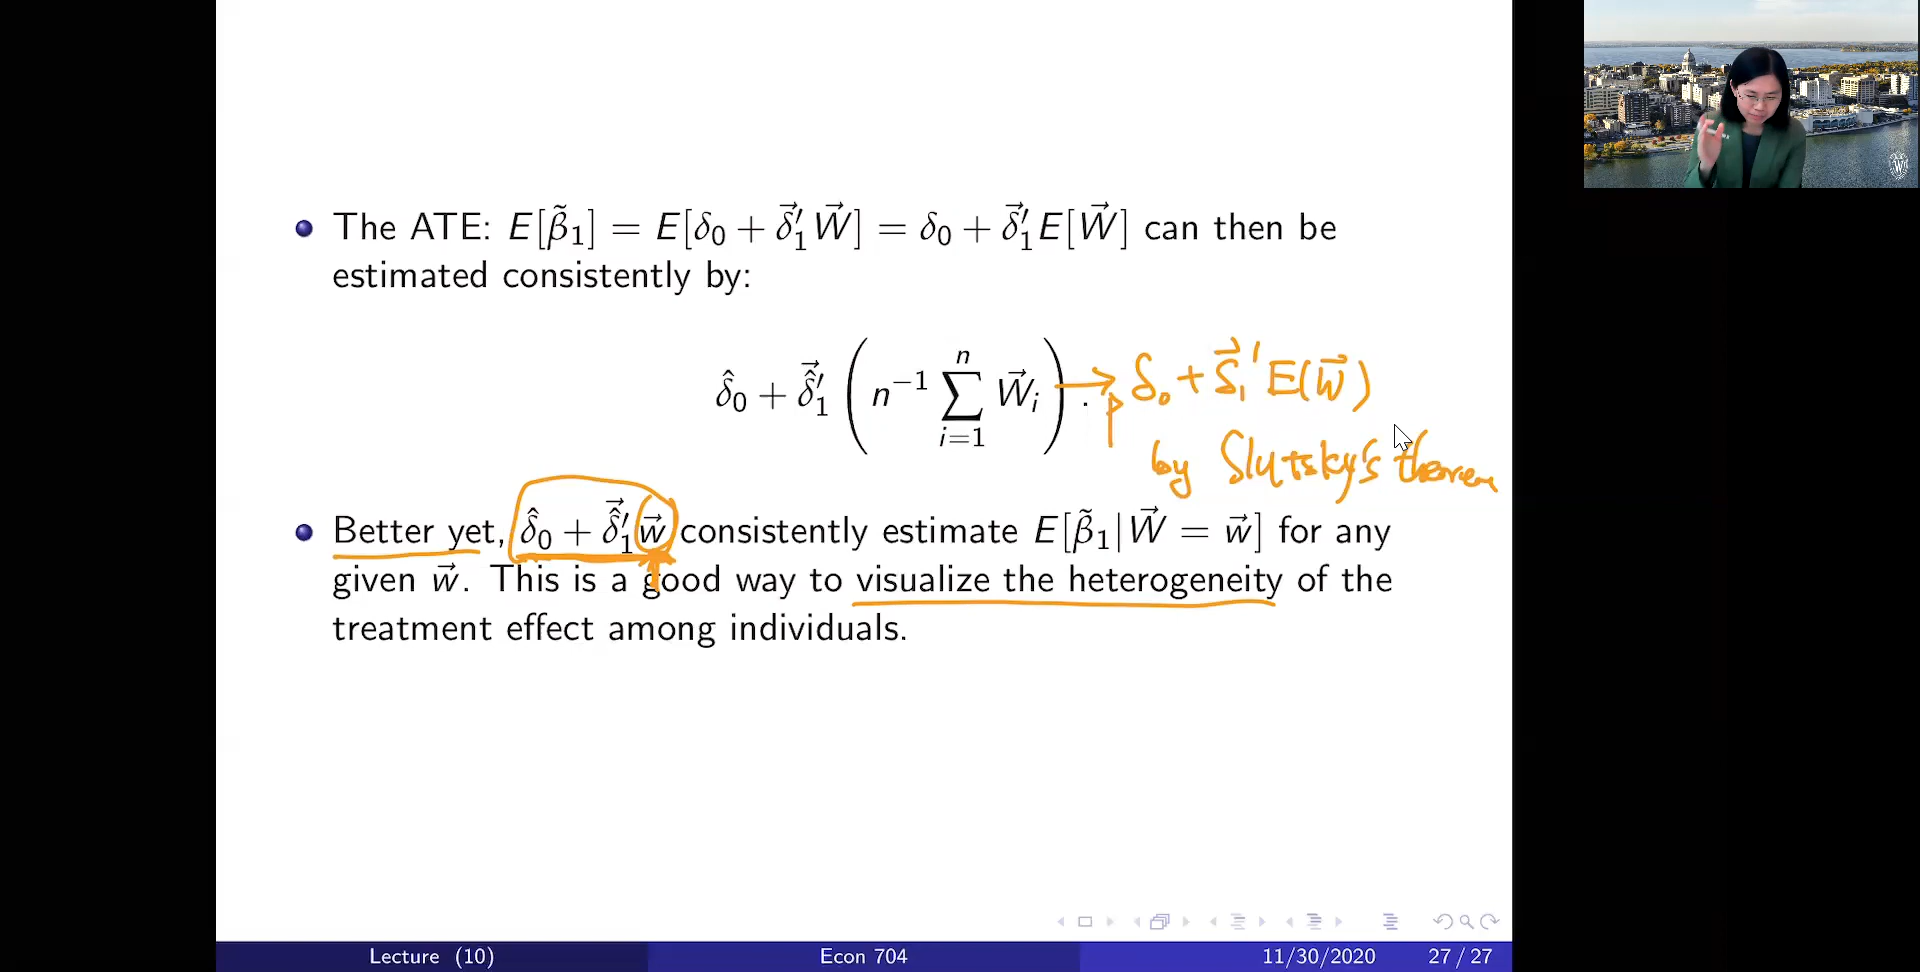 The ATE: E[β̃₁] = E[δ₀ + δ⃗₁′W⃗] = δ₀ + δ⃗₁′E[W⃗] can then be
estimated consistently by:
δ̂₀ + δ⃗̂₁′ (n⁻¹ ∑ᵢ₌₁ⁿ W⃗ᵢ) . →p δ₀ + δ⃗₁′ E(W⃗)
by Slutsky's theorem
Better yet, δ̂₀ + δ⃗̂₁′w⃗ consistently estimate E[β̃₁|W⃗ = w⃗] for any
given w⃗. This is a good way to visualize the heterogeneity of the
treatment effect among individuals.
Lecture (10) Econ 704 11/30/2020 27 / 27
W